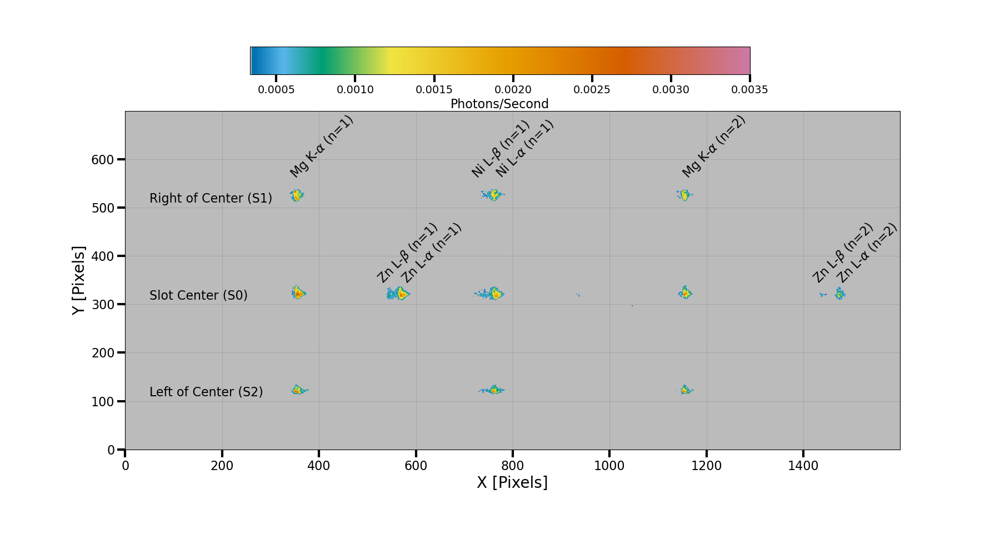 0.0005 0.0010 0.0015 0.0020 0.0025 0.0030 0.0035
Photons/Second
Mg K-α (n=1)
Ni L-β (n=1)
Ni L-α (n=1)
Mg K-α (n=2)
Right of Center (S1)
Zn L-β (n=1)
Zn L-α (n=1)
Zn L-β (n=2)
Zn L-α (n=2)
Slot Center (S0)
Left of Center (S2)
Y [Pixels]
600
500
400
300
200
100
0
0 200 400 600 800 1000 1200 1400
X [Pixels]